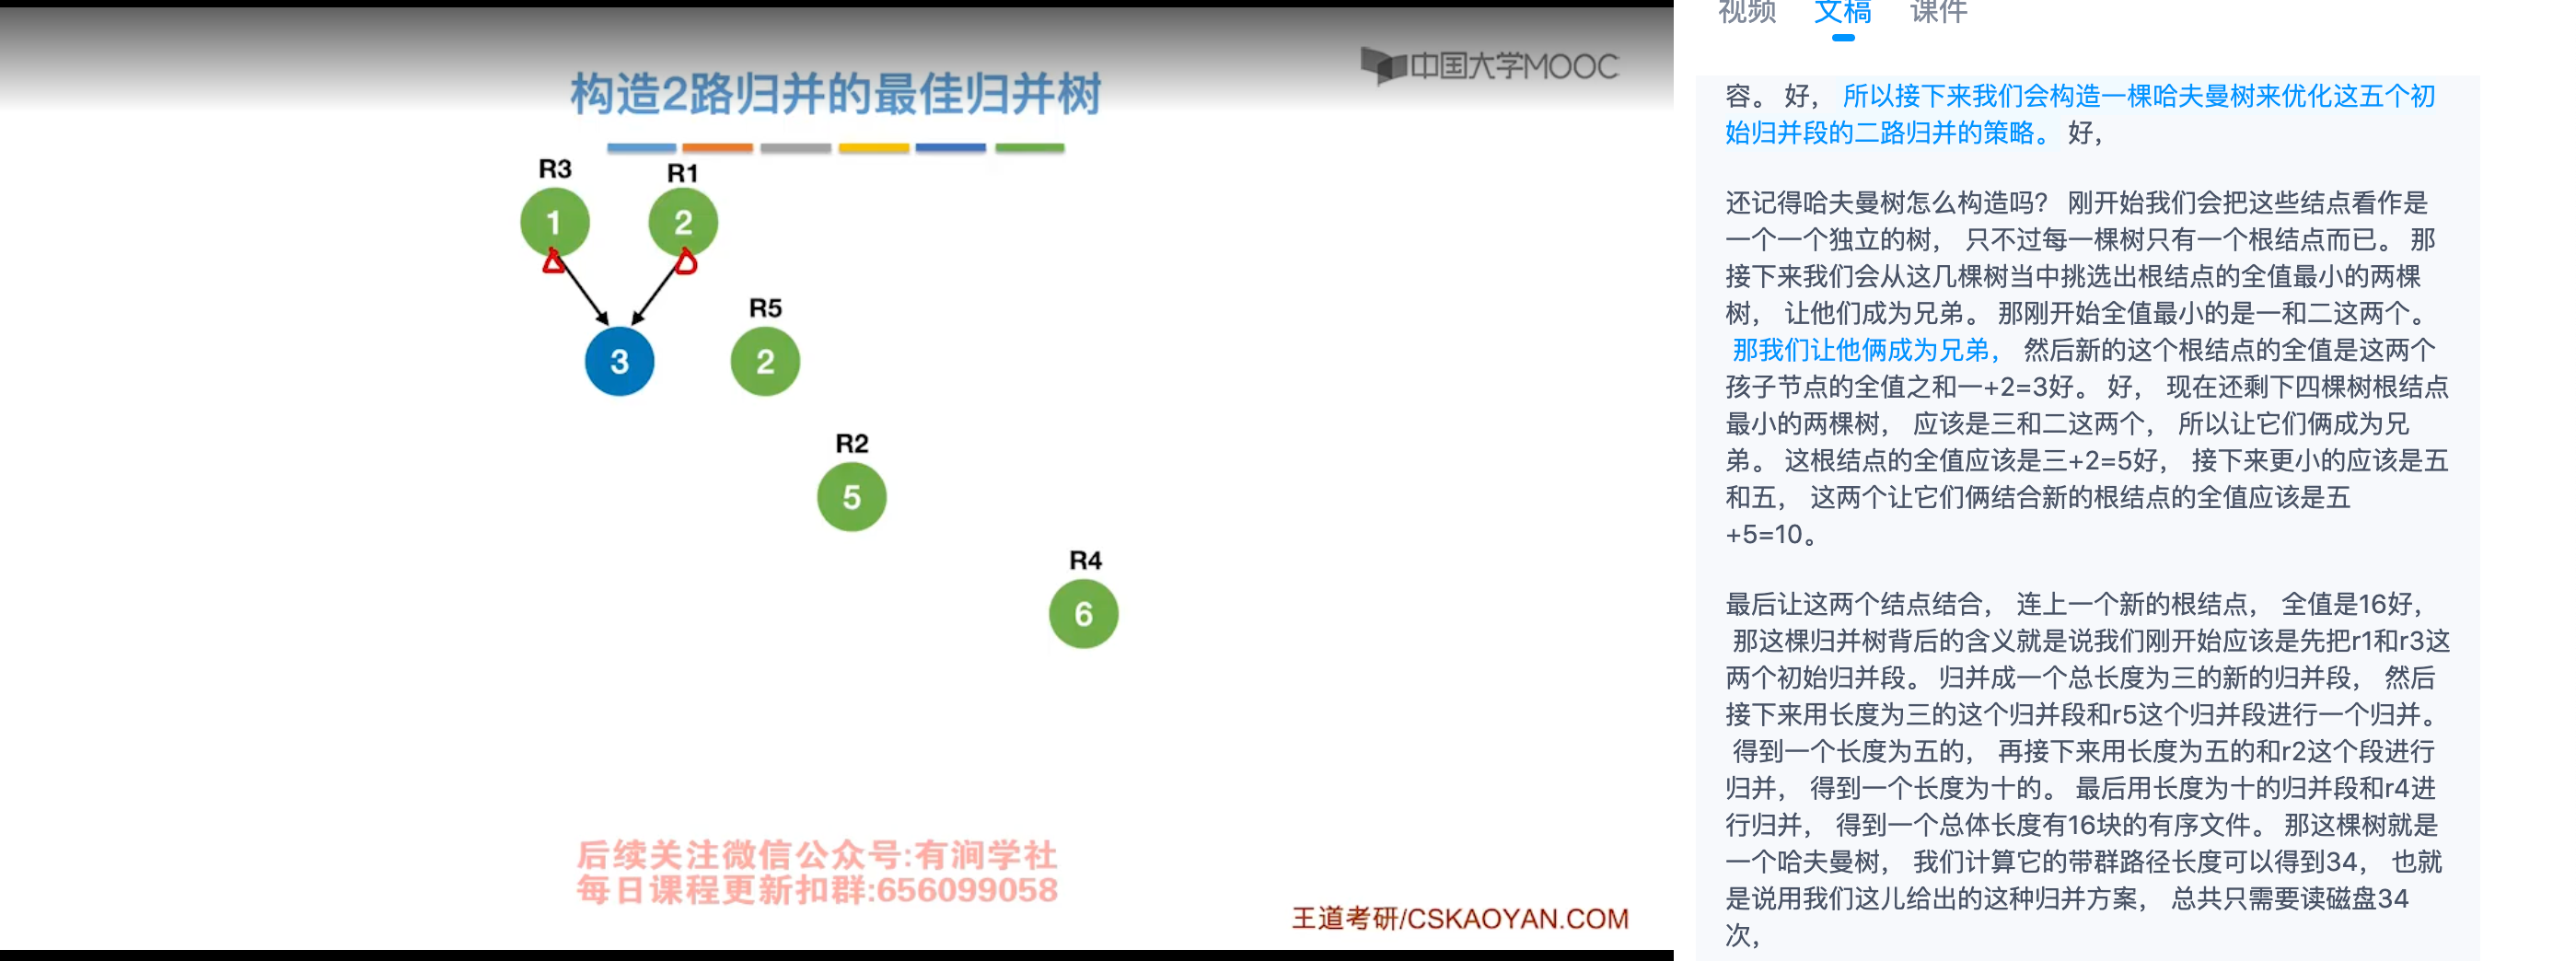 中国大学MOOC
构造2路归并的最佳归并树
R3
R1
1
2
R5
3
2
R2
5
R4
6
后续关注微信公众号:有涧学社
每日课程更新扣群:656099058
王道考研/CSKAOYAN.COM
视频 文稿 课件
容。 好， 所以接下来我们会构造一棵哈夫曼树来优化这五个初
始归并段的二路归并的策略。 好，
还记得哈夫曼树怎么构造吗？ 刚开始我们会把这些结点看作是
一个一个独立的树， 只不过每一棵树只有一个根结点而已。 那
接下来我们会从这几棵树当中挑选出根结点的全值最小的两棵
树， 让他们成为兄弟。 那刚开始全值最小的是一和二这两个。
那我们让他俩成为兄弟， 然后新的这个根结点的全值是这两个
孩子节点的全值之和一+2=3好。 好， 现在还剩下四棵树根结点
最小的两棵树， 应该是三和二这两个， 所以让它们俩成为兄
弟。 这根结点的全值应该是三+2=5好， 接下来更小的应该是五
和五， 这两个让它们俩结合新的根结点的全值应该是五
+5=10。
最后让这两个结点结合， 连上一个新的根结点， 全值是16好，
那这棵归并树背后的含义就是说我们刚开始应该是先把r1和r3这
两个初始归并段。 归并成一个总长度为三的新的归并段， 然后
接下来用长度为三的这个归并段和r5这个归并段进行一个归并。
得到一个长度为五的， 再接下来用长度为五的和r2这个段进行
归并， 得到一个长度为十的。 最后用长度为十的归并段和r4进
行归并， 得到一个总体长度有16块的有序文件。 那这棵树就是
一个哈夫曼树， 我们计算它的带群路径长度可以得到34， 也就
是说用我们这儿给出的这种归并方案， 总共只需要读磁盘34
次，